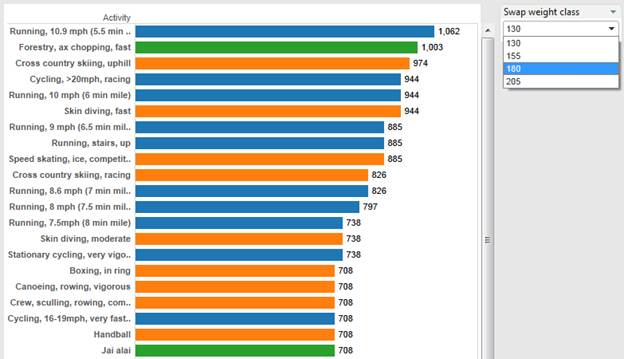 Activity
Running, 10.9 mph (5.5 min .. 1,062
Forestry, ax chopping, fast 1,003
Cross country skiing, uphill 974
Cycling, >20mph, racing 944
Running, 10 mph (6 min mile) 944
Skin diving, fast 944
Running, 9 mph (6.5 min mil.. 885
Running, stairs, up 885
Speed skating, ice, competit.. 885
Cross country skiing, racing 826
Running, 8.6 mph (7 min mil.. 826
Running, 8 mph (7.5 min mil.. 797
Running, 7.5mph (8 min mile) 738
Skin diving, moderate 738
Stationary cycling, very vigo.. 738
Boxing, in ring 708
Canoeing, rowing, vigorous 708
Crew, sculling, rowing, com.. 708
Cycling, 16-19mph, very fast.. 708
Handball 708
Jai alai 708
Swap weight class
130
130
155
180
205